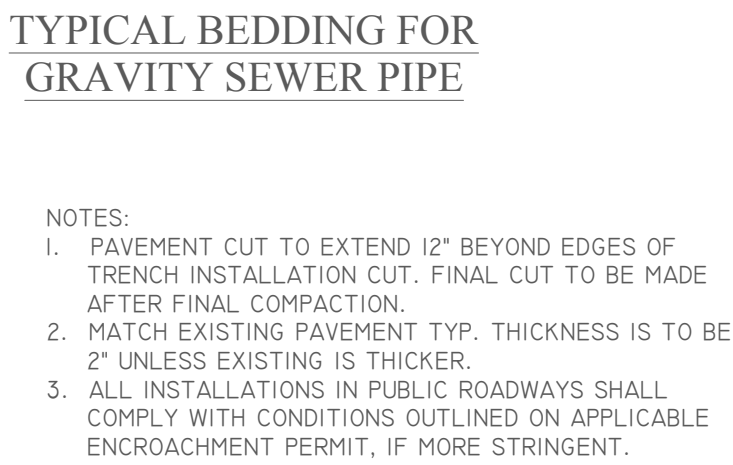 TYPICAL BEDDING FOR
GRAVITY SEWER PIPE
NOTES:
1. PAVEMENT CUT TO EXTEND 12" BEYOND EDGES OF
TRENCH INSTALLATION CUT. FINAL CUT TO BE MADE
AFTER FINAL COMPACTION.
2. MATCH EXISTING PAVEMENT TYP. THICKNESS IS TO BE
2" UNLESS EXISTING IS THICKER.
3. ALL INSTALLATIONS IN PUBLIC ROADWAYS SHALL
COMPLY WITH CONDITIONS OUTLINED ON APPLICABLE
ENCROACHMENT PERMIT, IF MORE STRINGENT.